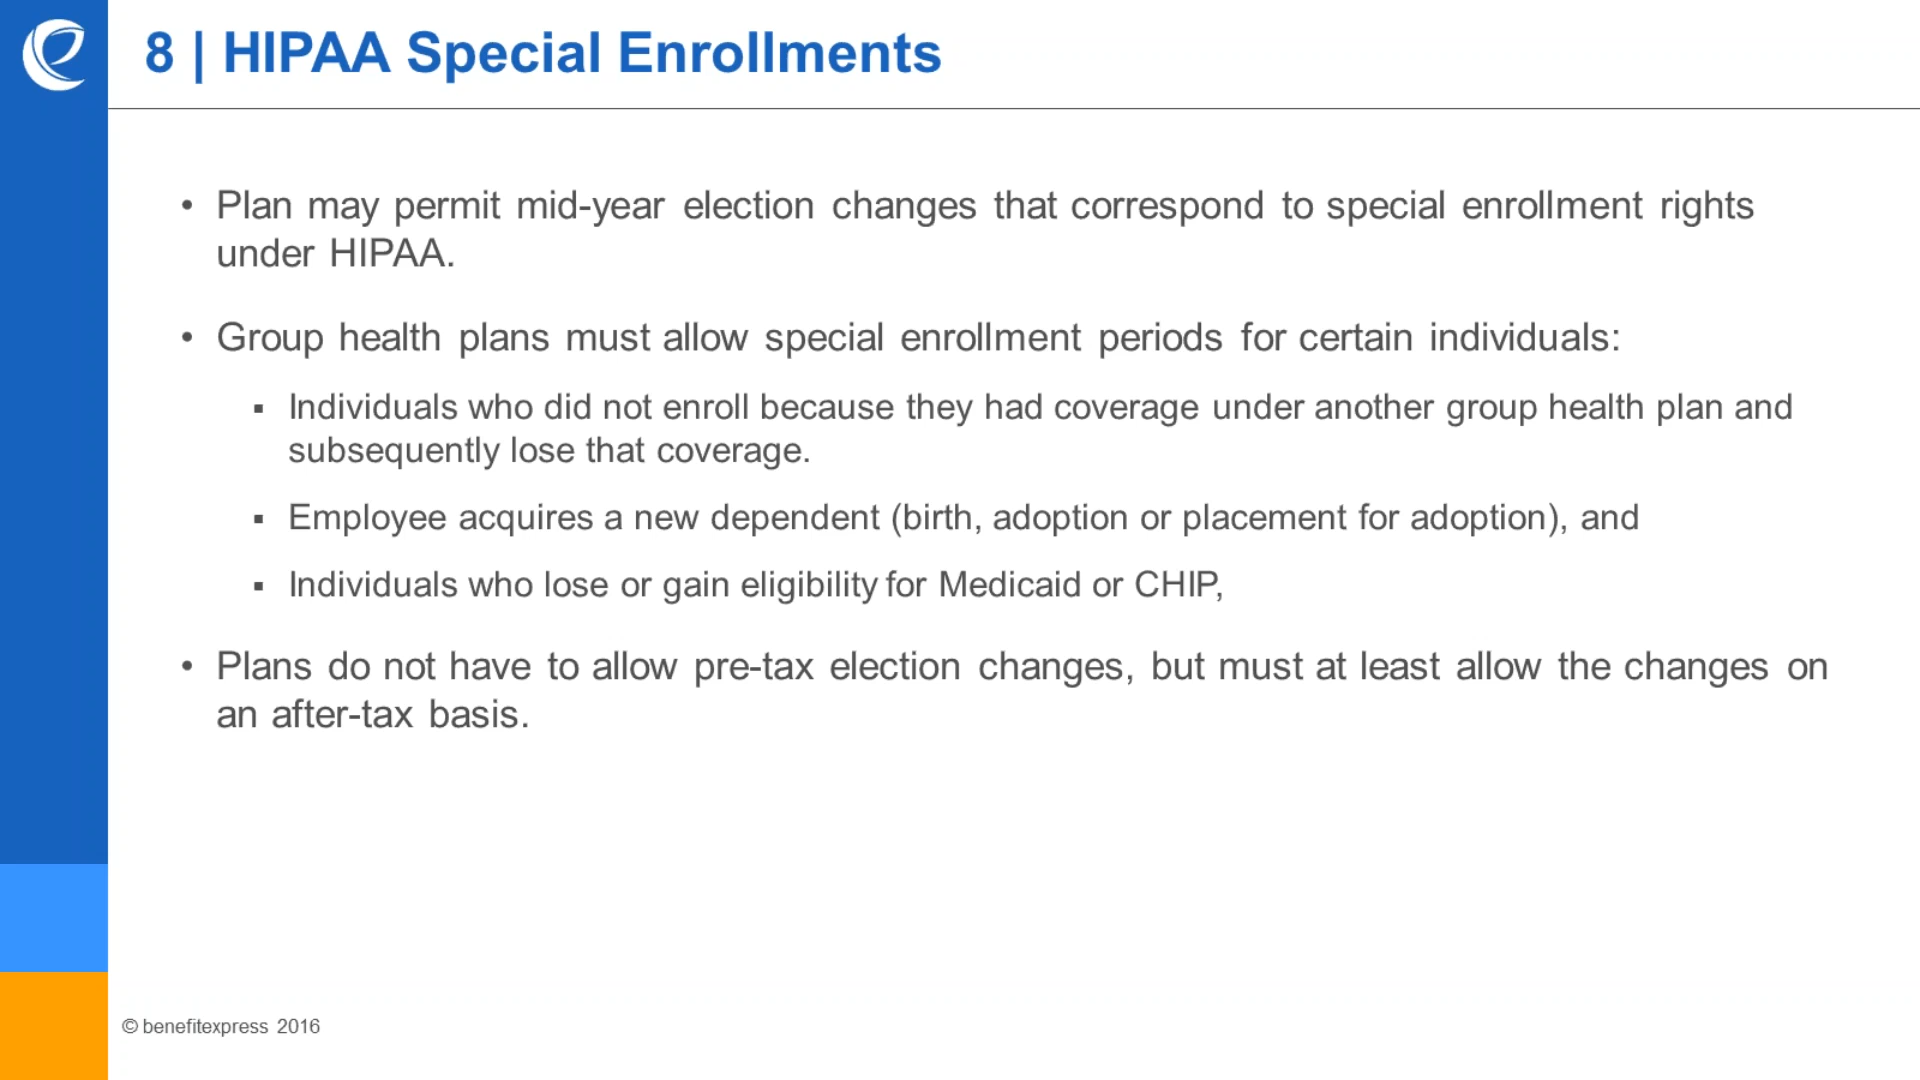 8 | HIPAA Special Enrollments
• Plan may permit mid-year election changes that correspond to special enrollment rights
under HIPAA.
• Group health plans must allow special enrollment periods for certain individuals:
▪ Individuals who did not enroll because they had coverage under another group health plan and
subsequently lose that coverage.
▪ Employee acquires a new dependent (birth, adoption or placement for adoption), and
▪ Individuals who lose or gain eligibility for Medicaid or CHIP,
• Plans do not have to allow pre-tax election changes, but must at least allow the changes on
an after-tax basis.
© benefitexpress 2016